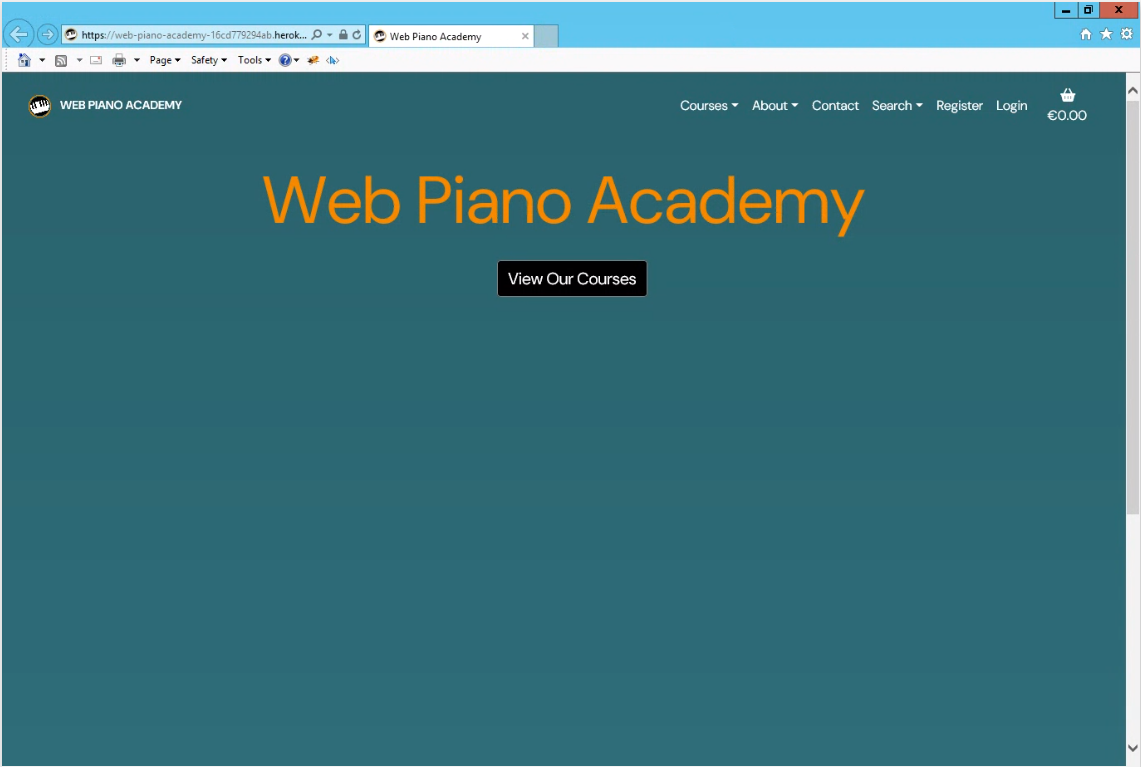 https://web-piano-academy-16cd779294ab.herok...
Web Piano Academy
Page Safety Tools
WEB PIANO ACADEMY
Courses About Contact Search Register Login
€0.00
Web Piano Academy
View Our Courses